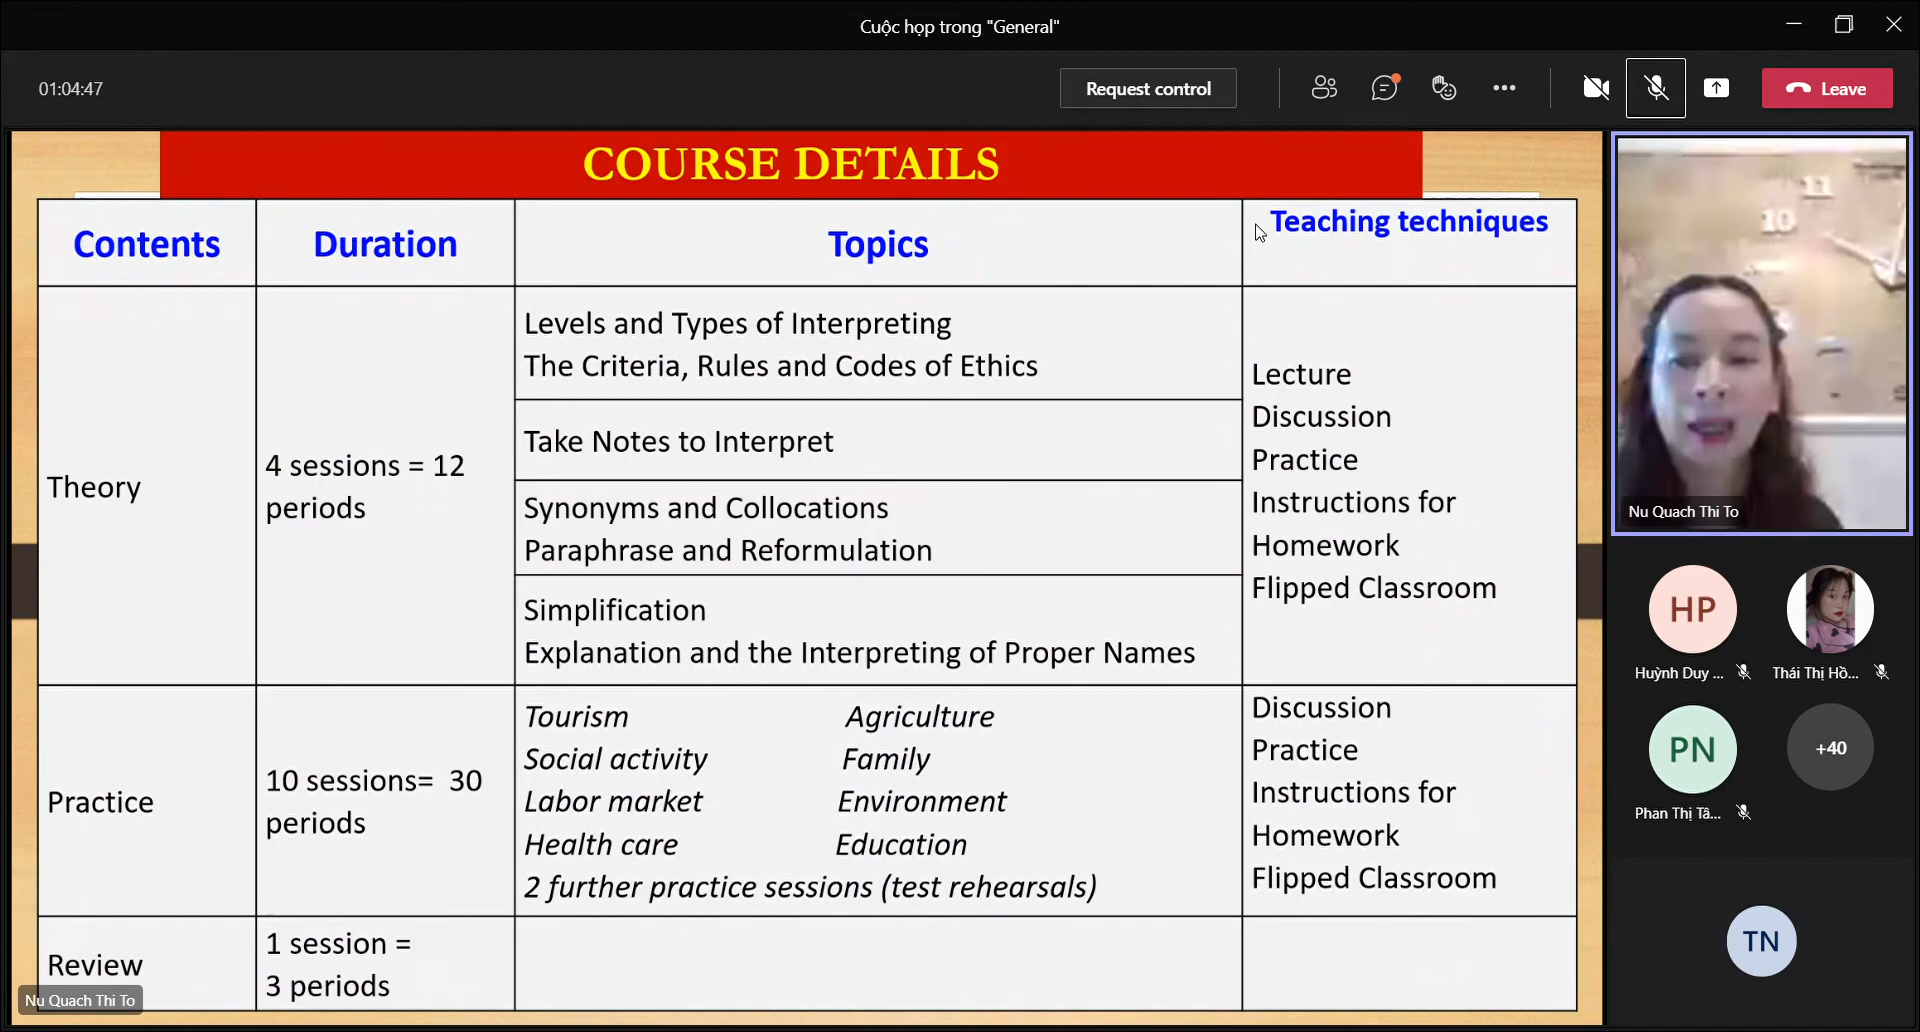 Cuộc họp trong "General"
01:04:47
Request control
Leave
COURSE DETAILS
Contents
Duration
Topics
Teaching techniques
Theory
4 sessions = 12
periods
Levels and Types of Interpreting
The Criteria, Rules and Codes of Ethics
Take Notes to Interpret
Synonyms and Collocations
Paraphrase and Reformulation
Simplification
Explanation and the Interpreting of Proper Names
Lecture
Discussion
Practice
Instructions for
Homework
Flipped Classroom
Practice
10 sessions= 30
periods
Tourism Agriculture
Social activity Family
Labor market Environment
Health care Education
2 further practice sessions (test rehearsals)
Discussion
Practice
Instructions for
Homework
Flipped Classroom
Review
1 session =
3 periods
Nu Quach Thi To
11
10
Nu Quach Thi To
HP
Huỳnh Duy ...
Thái Thị Hồ...
PN
Phan Thị Tâ...
+40
TN